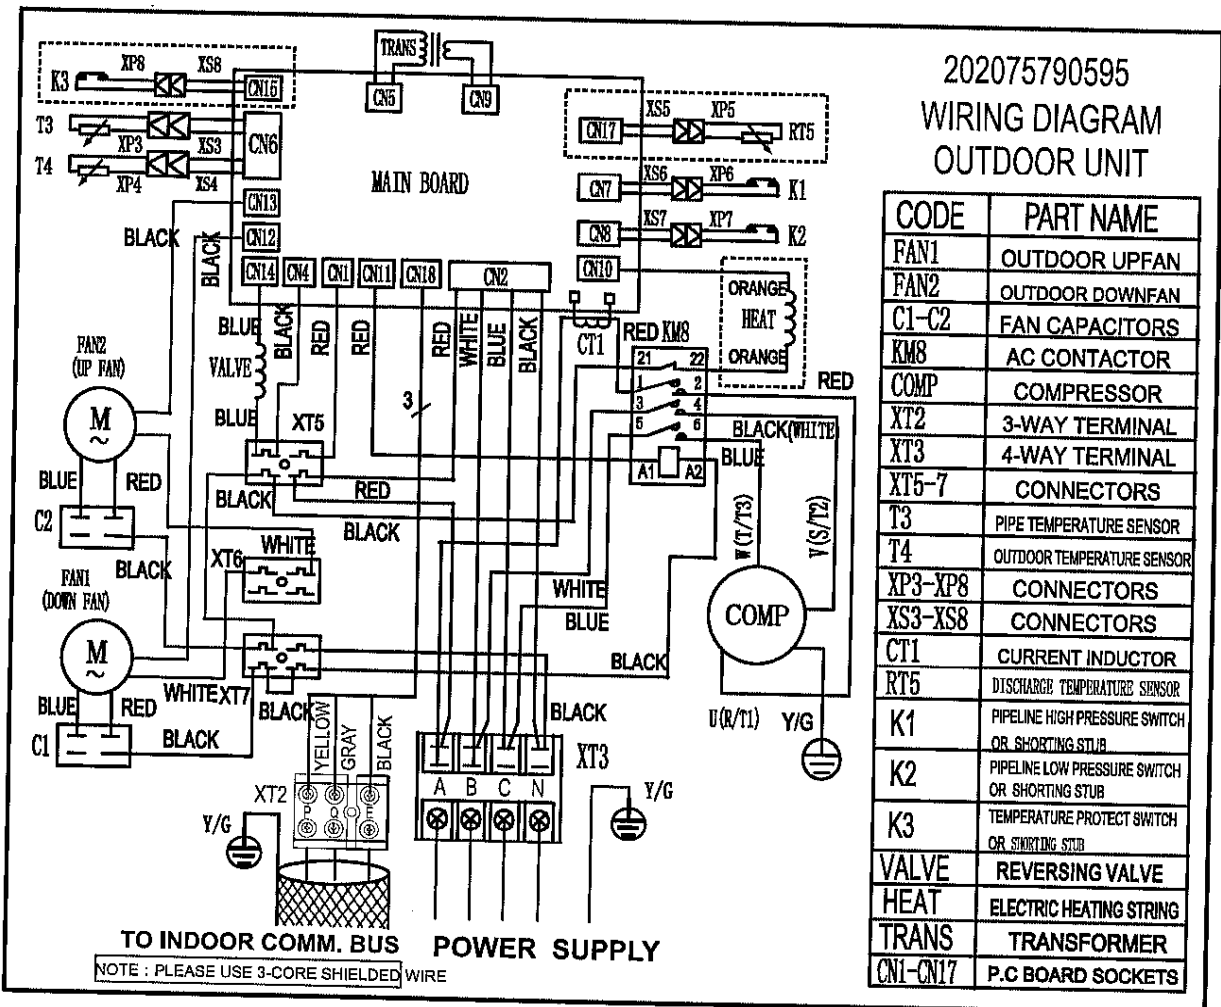 202075790595
WIRING DIAGRAM
OUTDOOR UNIT
CODE PART NAME
FAN1 OUTDOOR UPFAN
FAN2 OUTDOOR DOWNFAN
C1-C2 FAN CAPACITORS
KM8 AC CONTACTOR
COMP COMPRESSOR
XT2 3-WAY TERMINAL
XT3 4-WAY TERMINAL
XT5-7 CONNECTORS
T3 PIPE TEMPERATURE SENSOR
T4 OUTDOOR TEMPERATURE SENSOR
XP3-XP8 CONNECTORS
XS3-XS8 CONNECTORS
CT1 CURRENT INDUCTOR
RT5 DISCHARGE TEMPERATURE SENSOR
K1 PIPELINE HIGH PRESSURE SWITCH
OR SHORTING STUB
K2 PIPELINE LOW PRESSURE SWITCH
OR SHORTING STUB
K3 TEMPERATURE PROTECT SWITCH
OR SHORTING STUB
VALVE REVERSING VALVE
HEAT ELECTRIC HEATING STRING
TRANS TRANSFORMER
CN1-CN17 P.C BOARD SOCKETS
TRANS
K3 XP8 XS8 CN15
CN5 CN9
T3 XP3 XS3 CN6
T4 XP4 XS4
CN17 XS5 XP5 RT5
MAIN BOARD
CN7 XS6 XP6 K1
CN13
CN8 XS7 XP7 K2
BLACK BLACK CN12
CN14 CN4 CN1 CN11 CN18 CN2 CN10
BLUE BLACK RED RED RED WHITE BLUE BLACK
CT1
ORANGE
HEAT
ORANGE
RED KM8
21 22
1 2
3 4
5 6
A1 A2
RED
BLACK(WHITE)
BLUE
FAN2
(UP FAN)
VALVE
BLUE
3
M
~
XT5
BLUE RED
BLACK RED
BLACK
C2
BLACK
WHITE
XT6
W(T/T3)
V(S/T2)
FAN1
(DOWN FAN)
WHITE
BLUE
COMP
M
~
BLACK
WHITE XT7
BLUE RED
BLACK
C1
BLACK
YELLOW GRAY BLACK
BLACK
U(R/T1) Y/G
XT3
A B C N
XT2
P Q E
Y/G
Y/G
TO INDOOR COMM. BUS
POWER SUPPLY
NOTE : PLEASE USE 3-CORE SHIELDED WIRE